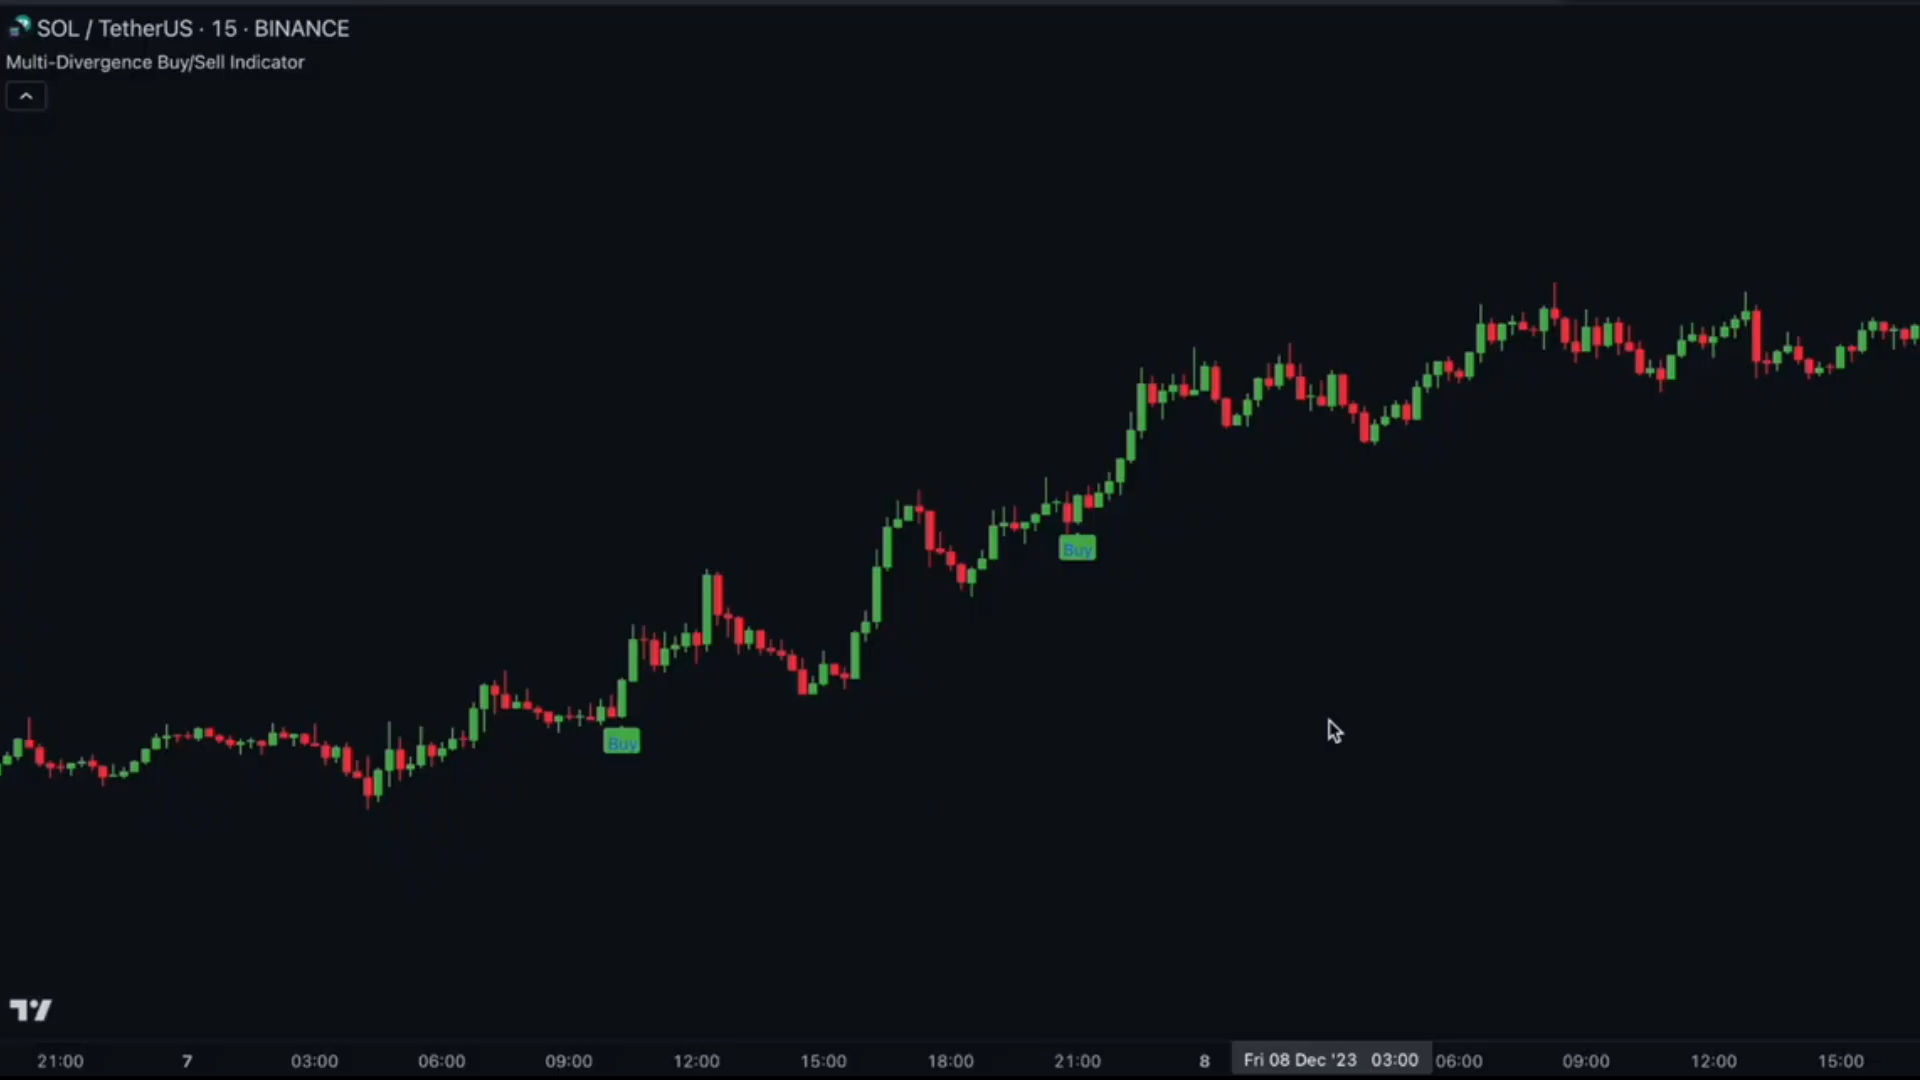 SOL / TetherUS · 15 · BINANCE
Multi-Divergence Buy/Sell Indicator
Buy
Buy
21:00 7 03:00 06:00 09:00 12:00 15:00 18:00 21:00 8 Fri 08 Dec '23 03:00 06:00 09:00 12:00 15:00